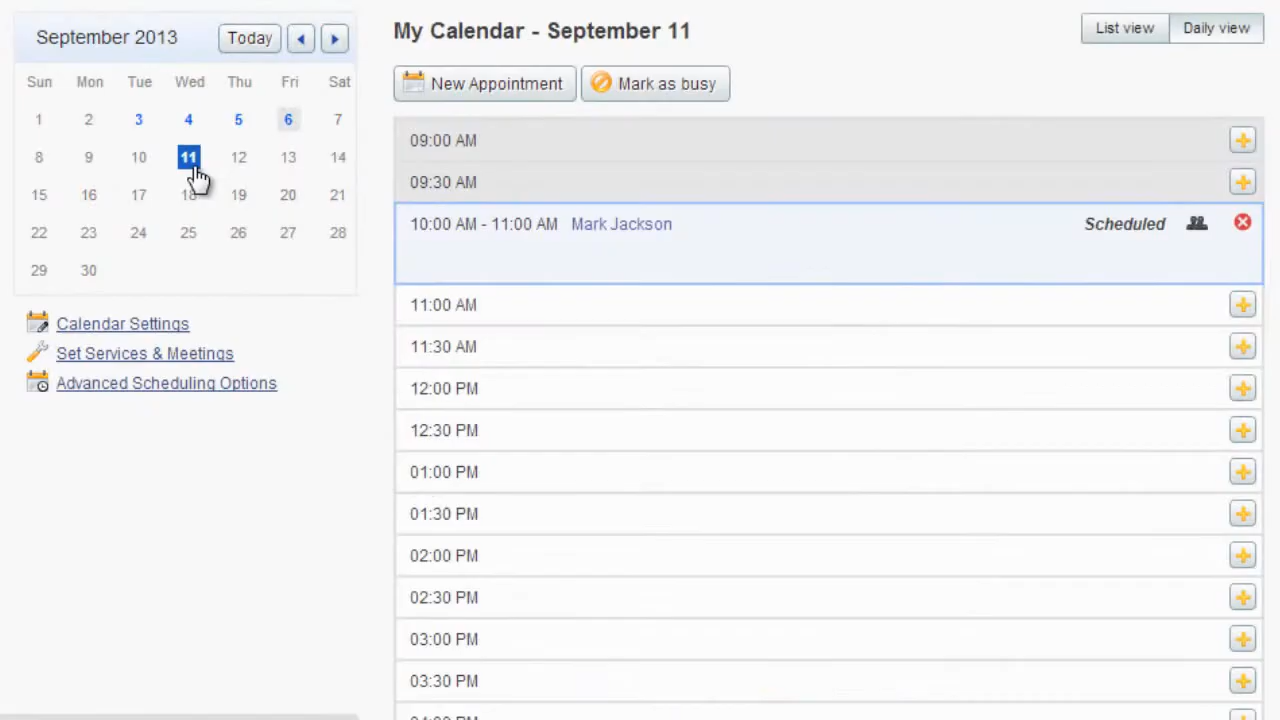 September 2013 Today
Sun Mon Tue Wed Thu Fri Sat
1 2 3 4 5 6 7
8 9 10 11 12 13 14
15 16 17 18 19 20 21
22 23 24 25 26 27 28
29 30
Calendar Settings
Set Services & Meetings
Advanced Scheduling Options
My Calendar - September 11
List view Daily view
New Appointment Mark as busy
09:00 AM
09:30 AM
10:00 AM - 11:00 AM Mark Jackson Scheduled
11:00 AM
11:30 AM
12:00 PM
12:30 PM
01:00 PM
01:30 PM
02:00 PM
02:30 PM
03:00 PM
03:30 PM
04:00 PM